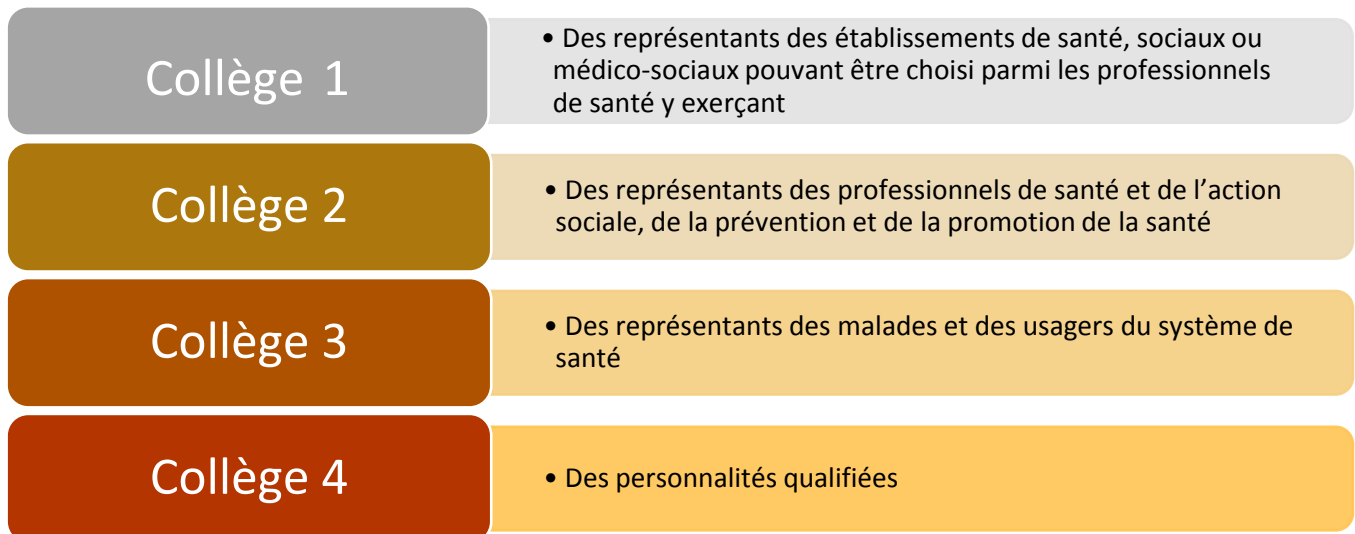 Collège 1
• Des représentants des établissements de santé, sociaux ou
médico-sociaux pouvant être choisi parmi les professionnels
de santé y exerçant
Collège 2
• Des représentants des professionnels de santé et de l’action
sociale, de la prévention et de la promotion de la santé
Collège 3
• Des représentants des malades et des usagers du système de
santé
Collège 4
• Des personnalités qualifiées